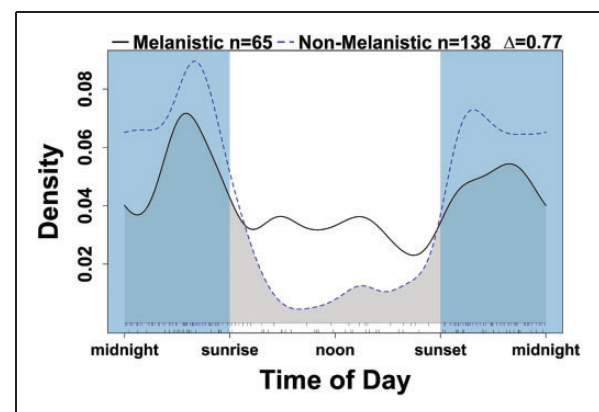 Melanistic n=65 Non-Melanistic n=138 Δ=0.77
Density
0.08
0.06
0.04
0.02
midnight sunrise noon sunset midnight
Time of Day